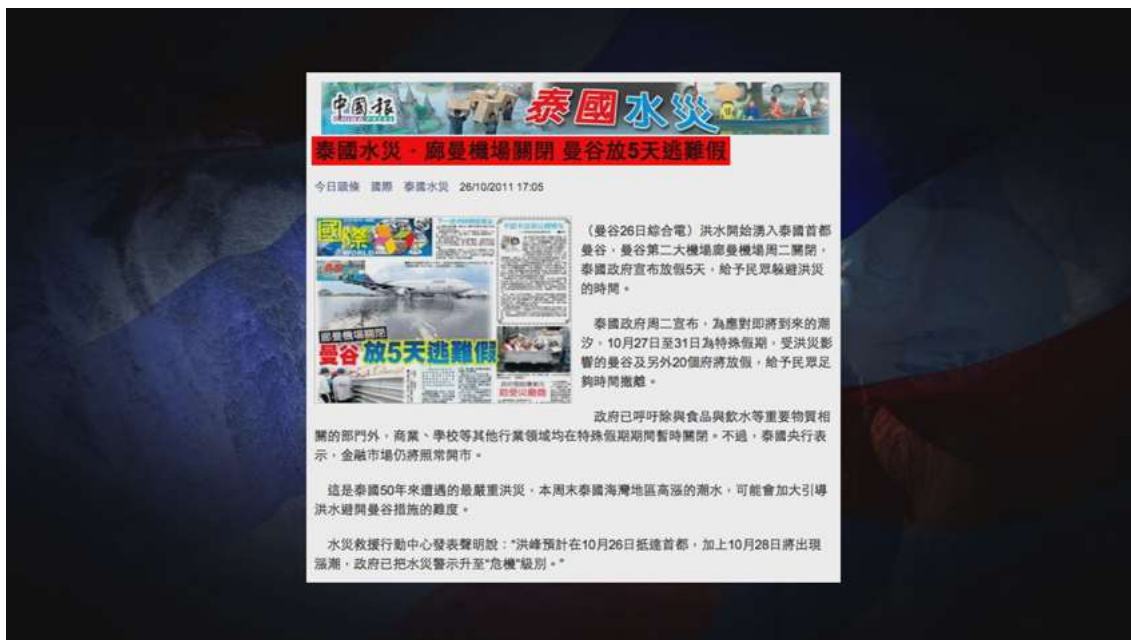 中國報
CHINA PRESS
泰國水災
泰國水災．廊曼機場關閉 曼谷放5天逃難假
今日頭條 國際 泰國水災 26/10/2011 17:05
國際
WORLD
廊曼機場關閉
曼谷放5天逃難假
（曼谷26日綜合電）洪水開始湧入泰國首都
曼谷，曼谷第二大機場廊曼機場周二關閉，
泰國政府宣布放假5天，給予民眾躲避洪災
的時間。
泰國政府周二宣布，為應對即將到來的潮
汐，10月27日至31日為特殊假期，受洪災影
響的曼谷及另外20個府將放假，給予民眾足
夠時間撤離。
政府已呼吁除與食品與飲水等重要物質相
關的部門外，商業、學校等其他行業領域均在特殊假期期間暫時關閉。不過，泰國央行表
示，金融市場仍將照常開市。
這是泰國50年來遭遇的最嚴重洪災，本周末泰國海灣地區高漲的潮水，可能會加大引導
洪水避開曼谷措施的難度。
水災救援行動中心發表聲明說："洪峰預計在10月26日抵達首都，加上10月28日將出現
漲潮，政府已把水災警示升至"危機"級別。"